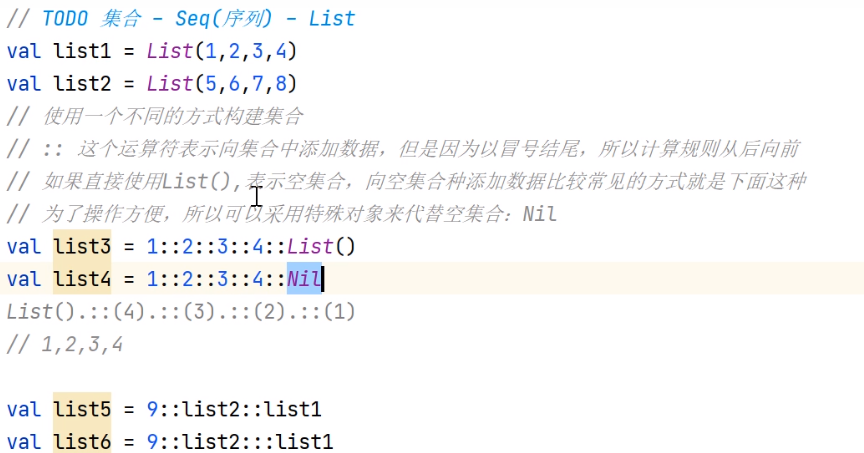 // TODO 集合 - Seq(序列) - List
val list1 = List(1,2,3,4)
val list2 = List(5,6,7,8)
// 使用一个不同的方式构建集合
// :: 这个运算符表示向集合中添加数据，但是因为以冒号结尾，所以计算规则从后向前
// 如果直接使用List(),表示空集合，向空集合种添加数据比较常见的方式就是下面这种
// 为了操作方便，所以可以采用特殊对象来代替空集合：Nil
val list3 = 1::2::3::4::List()
val list4 = 1::2::3::4::Nil
List().::(4).::(3).::(2).::(1)
// 1,2,3,4
val list5 = 9::list2::list1
val list6 = 9::list2:::list1